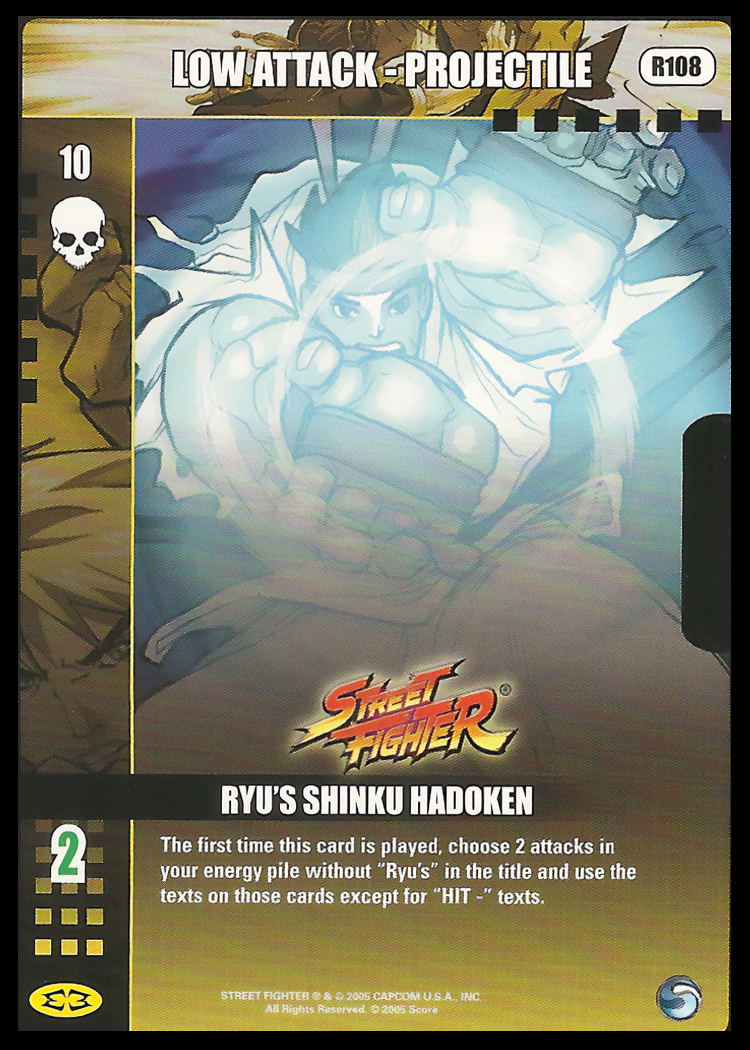 LOW ATTACK - PROJECTILE
R108
10
STREET
FIGHTER®
RYU'S SHINKU HADOKEN
2
The first time this card is played, choose 2 attacks in
your energy pile without "Ryu's" in the title and use the
texts on those cards except for "HIT -" texts.
STREET FIGHTER ® & © 2005 CAPCOM U.S.A., INC.
All Rights Reserved. © 2005 Score